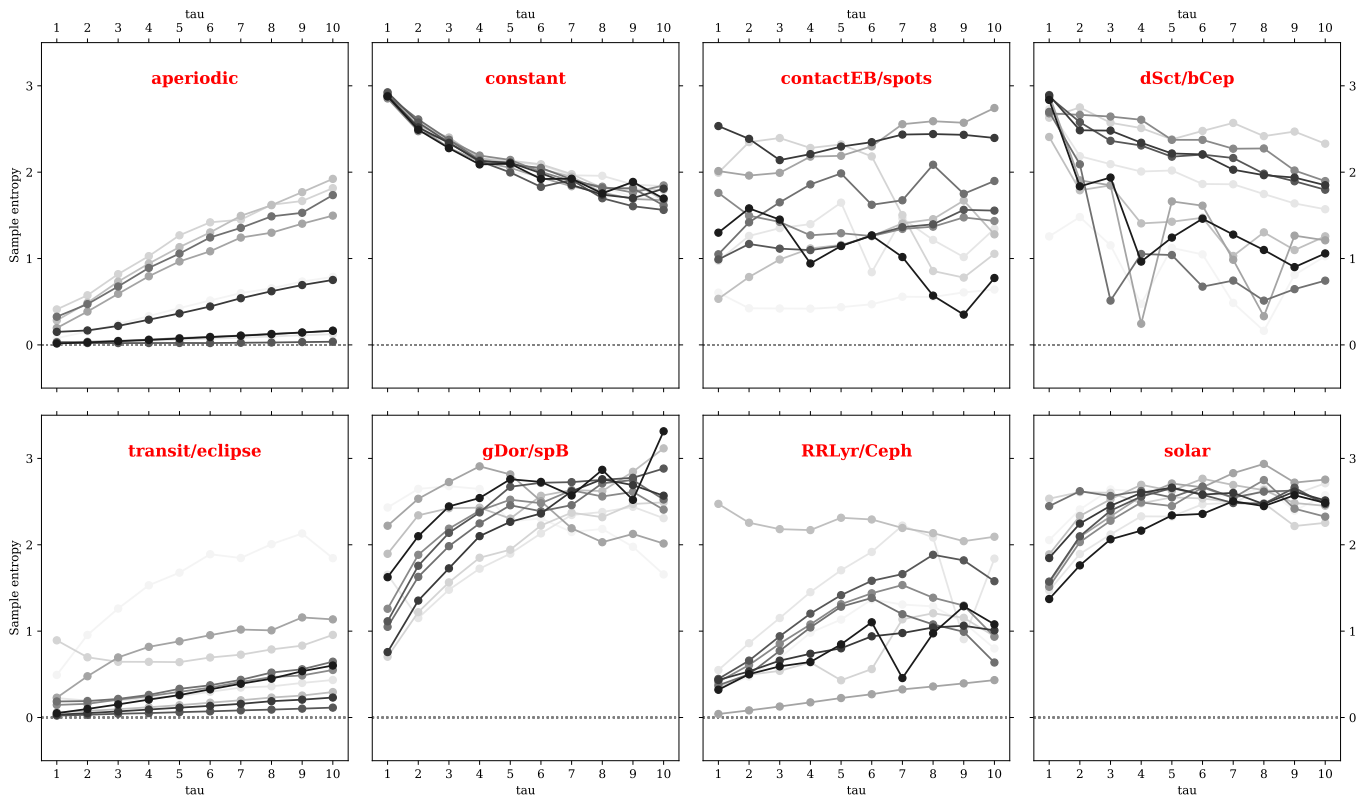 tau tau tau tau
1 2 3 4 5 6 7 8 9 10 1 2 3 4 5 6 7 8 9 10 1 2 3 4 5 6 7 8 9 10 1 2 3 4 5 6 7 8 9 10
aperiodic constant contactEB/spots dSct/bCep
3 3
2 2
1 1
0 0
Sample entropy
transit/eclipse gDor/spB RRLyr/Ceph solar
3 3
2 2
1 1
0 0
Sample entropy
1 2 3 4 5 6 7 8 9 10 1 2 3 4 5 6 7 8 9 10 1 2 3 4 5 6 7 8 9 10 1 2 3 4 5 6 7 8 9 10
tau tau tau tau